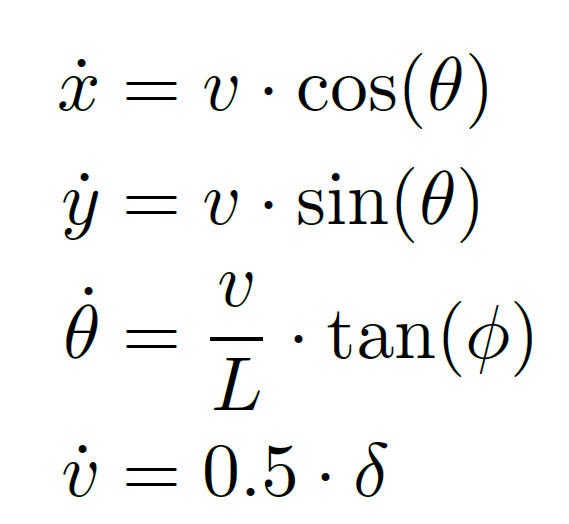 ẋ = v · cos(θ)
ẏ = v · sin(θ)
θ̇ = v/L · tan(ϕ)
v̇ = 0.5 · δ